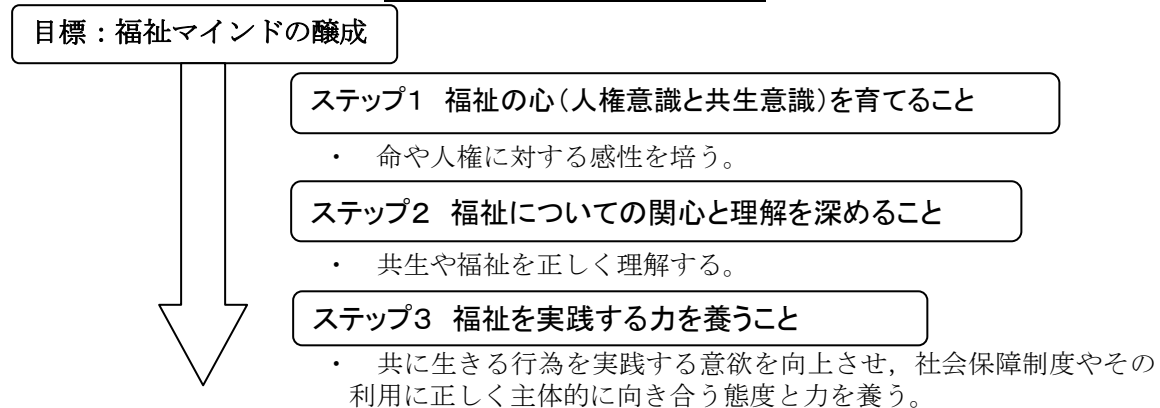 目標：福祉マインドの醸成
ステップ１ 福祉の心（人権意識と共生意識）を育てること
・ 命や人権に対する感性を培う。
ステップ２ 福祉についての関心と理解を深めること
・ 共生や福祉を正しく理解する。
ステップ３ 福祉を実践する力を養うこと
・ 共に生きる行為を実践する意欲を向上させ，社会保障制度やその
利用に正しく主体的に向き合う態度と力を養う。